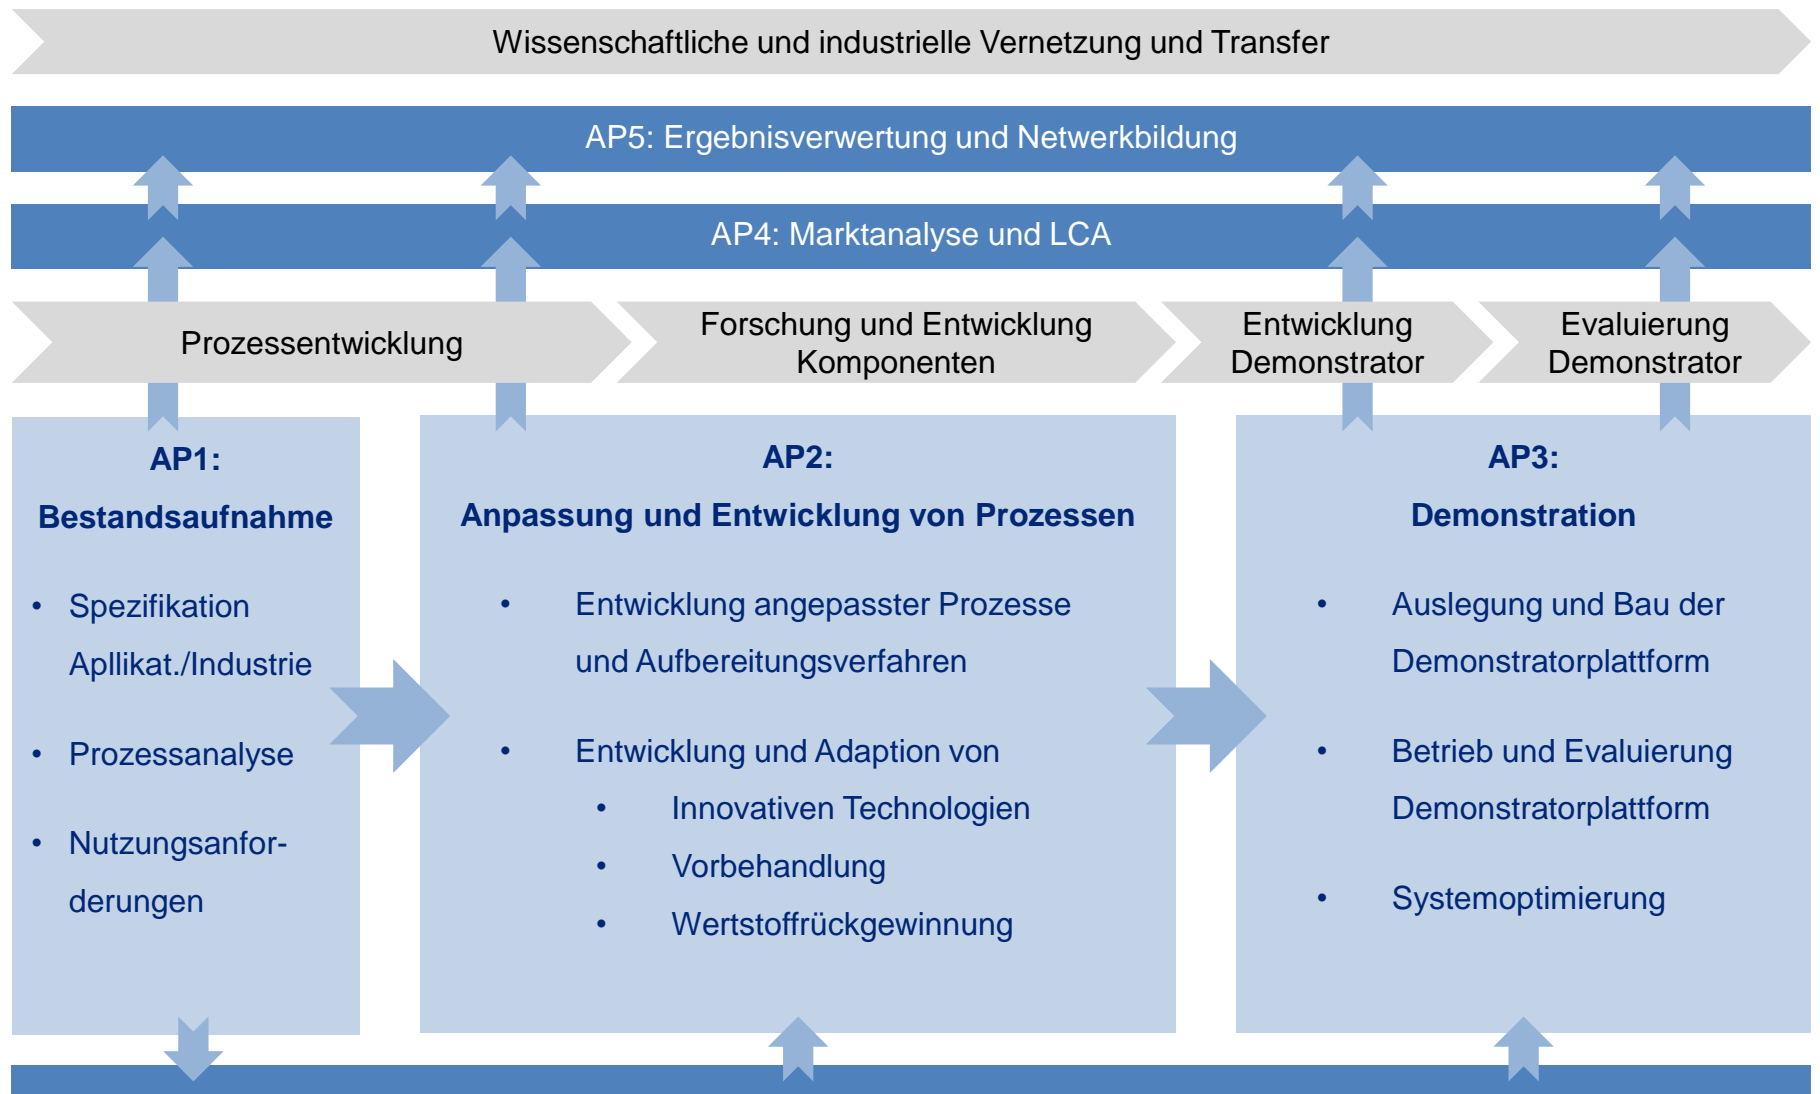 Wissenschaftliche und industrielle Vernetzung und Transfer
AP5: Ergebnisverwertung und Netwerkbildung
AP4: Marktanalyse und LCA
Prozessentwicklung
Forschung und Entwicklung
Komponenten
Entwicklung
Demonstrator
Evaluierung
Demonstrator
AP1:
Bestandsaufnahme
• Spezifikation
Apllikat./Industrie
• Prozessanalyse
• Nutzungsanfor-
derungen
AP2:
Anpassung und Entwicklung von Prozessen
• Entwicklung angepasster Prozesse
und Aufbereitungsverfahren
• Entwicklung und Adaption von
• Innovativen Technologien
• Vorbehandlung
• Wertstoffrückgewinnung
AP3:
Demonstration
• Auslegung und Bau der
Demonstratorplattform
• Betrieb und Evaluierung
Demonstratorplattform
• Systemoptimierung